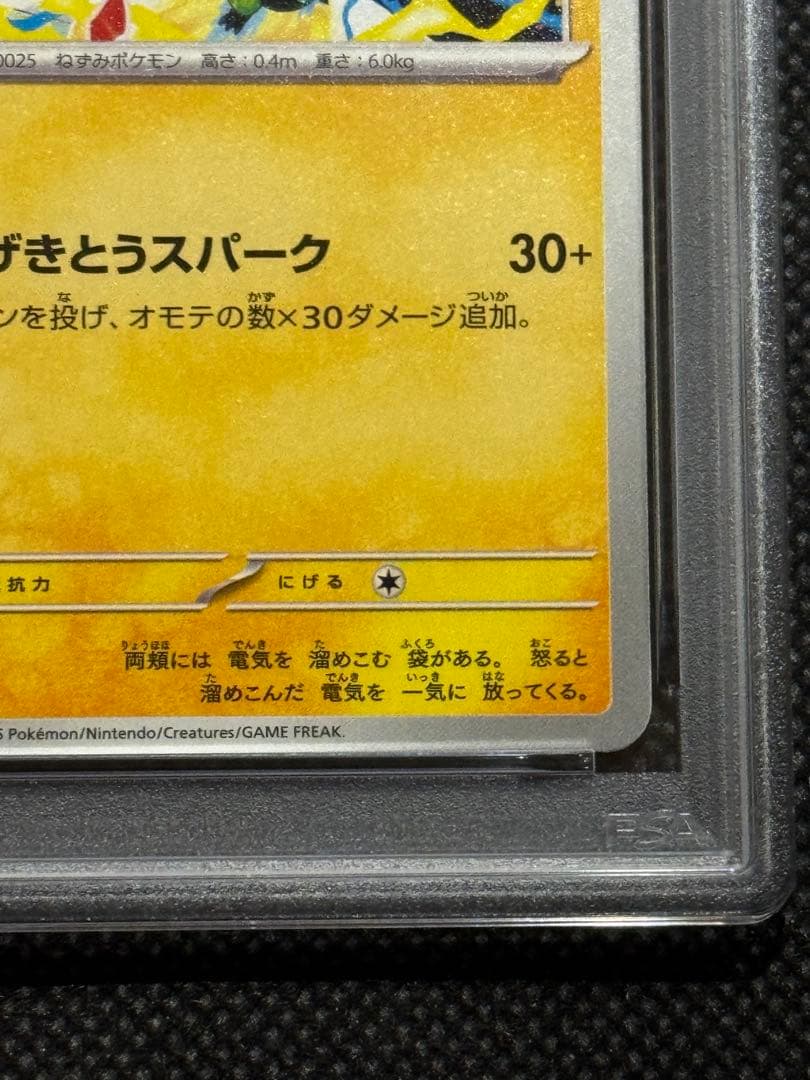 0025 ねずみポケモン 高さ:0.4m 重さ:6.0kg
げきとうスパーク 30+
ンを投げ、オモテの数×30ダメージ追加。
抗力 にげる
両頬には 電気を 溜めこむ 袋がある。 怒ると
溜めこんだ 電気を 一気に 放ってくる。
5 Pokémon/Nintendo/Creatures/GAME FREAK.
PSA